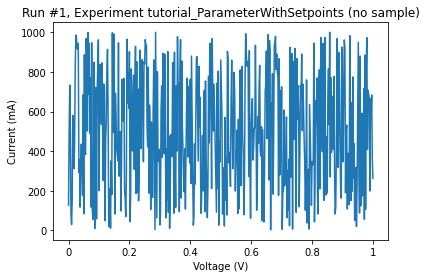 Run #1, Experiment tutorial_ParameterWithSetpoints (no sample)
1000
800
600
400
200
0
Current (mA)
0 0.2 0.4 0.6 0.8 1
Voltage (V)